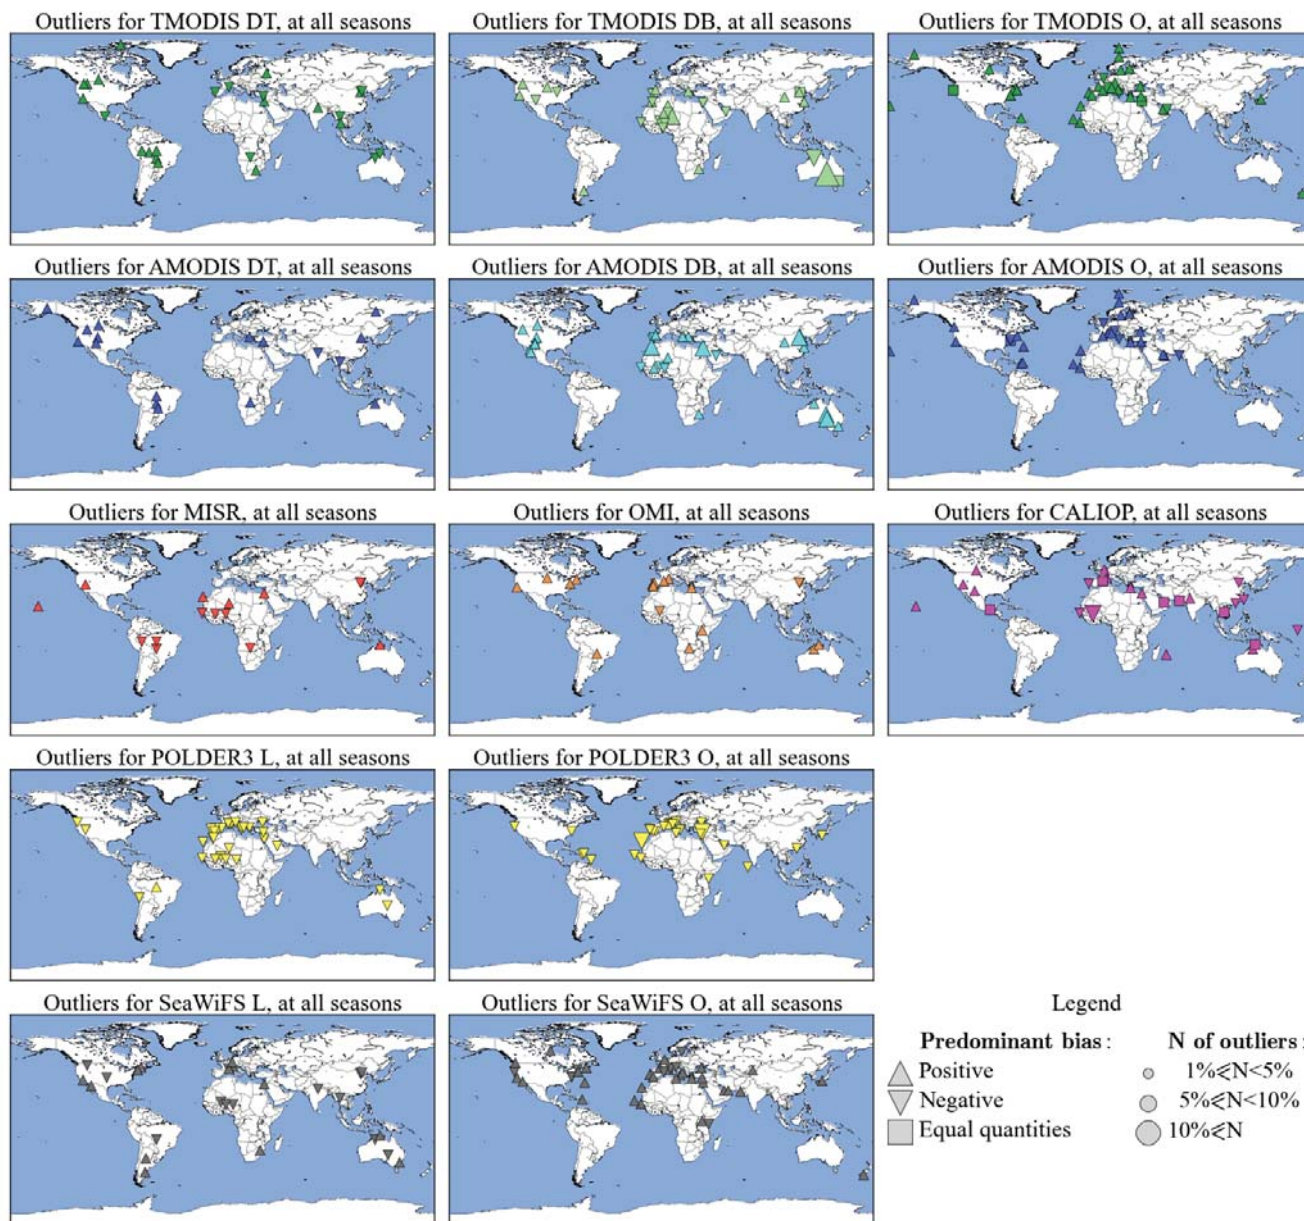 Outliers for TMODIS DT, at all seasons
Outliers for TMODIS DB, at all seasons
Outliers for TMODIS O, at all seasons
Outliers for AMODIS DT, at all seasons
Outliers for AMODIS DB, at all seasons
Outliers for AMODIS O, at all seasons
Outliers for MISR, at all seasons
Outliers for OMI, at all seasons
Outliers for CALIOP, at all seasons
Outliers for POLDER3 L, at all seasons
Outliers for POLDER3 O, at all seasons
Outliers for SeaWiFS L, at all seasons
Outliers for SeaWiFS O, at all seasons
Legend
Predominant bias :
Positive
Negative
Equal quantities
N of outliers :
1%⩽N<5%
5%⩽N<10%
10%⩽N